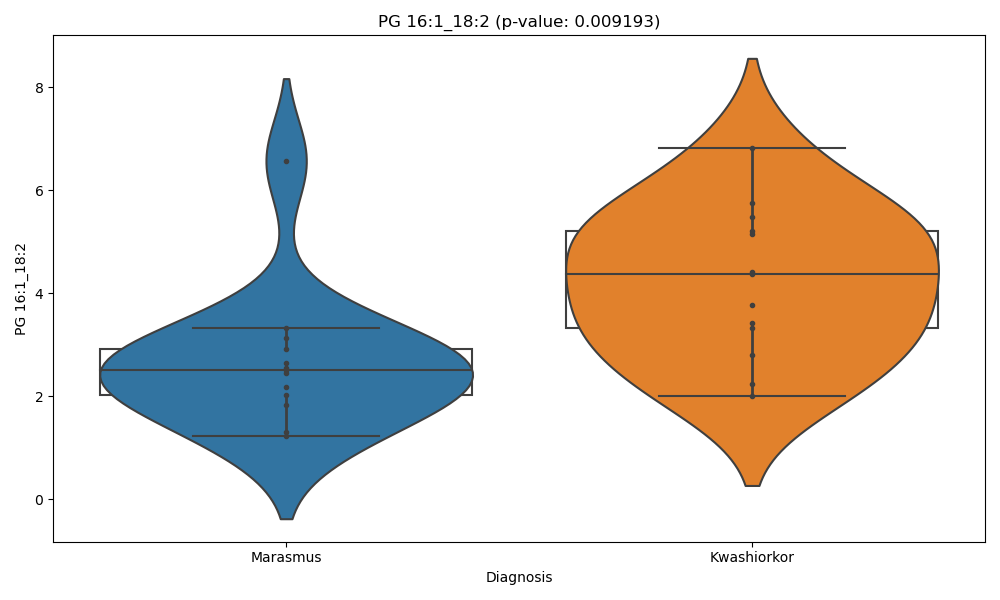 PG 16:1_18:2 (p-value: 0.009193)
PG 16:1_18:2
8
6
4
2
0
Marasmus
Kwashiorkor
Diagnosis